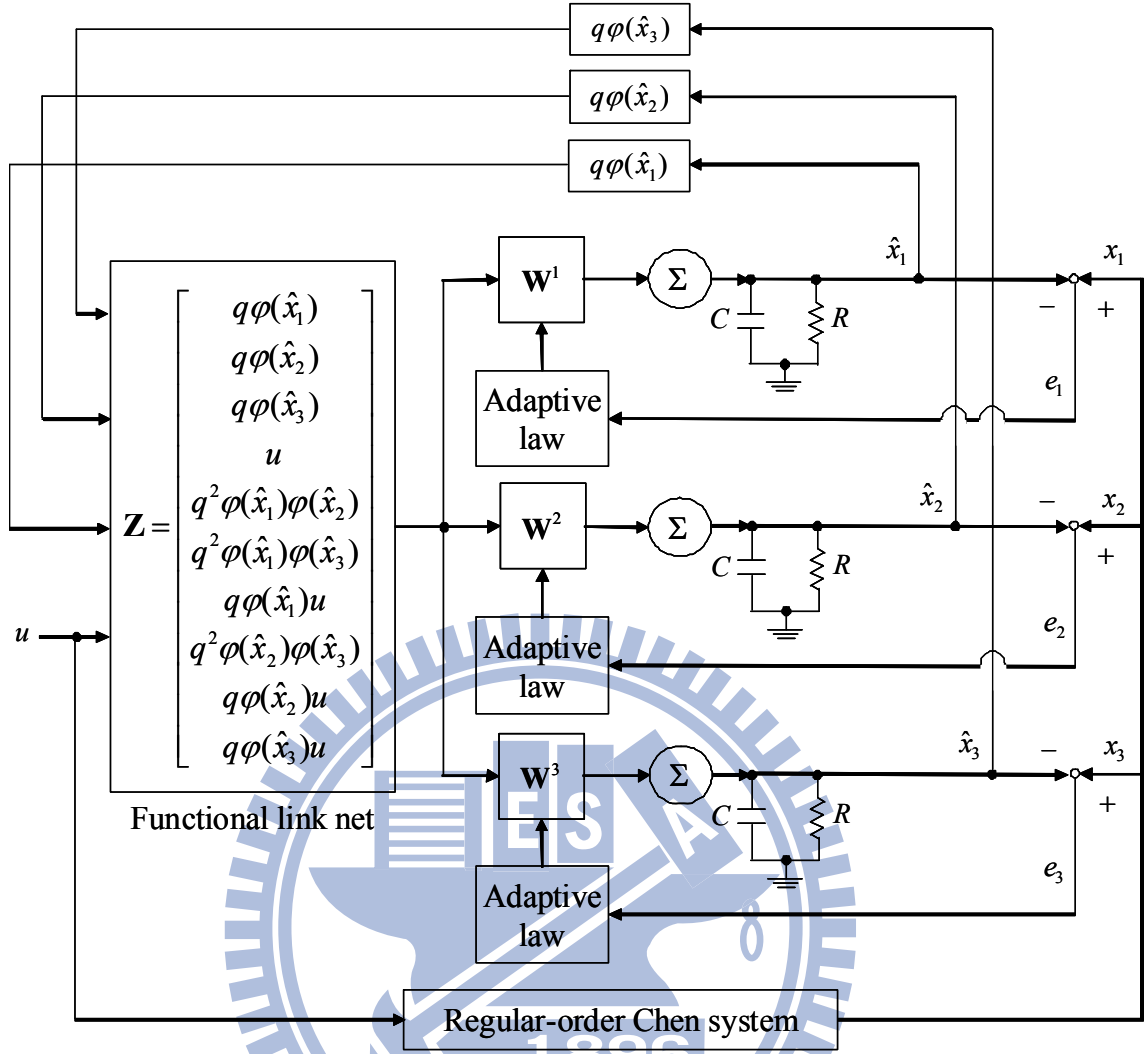 qφ(x̂₃)
qφ(x̂₂)
qφ(x̂₁)
x̂₁
x₁
W¹
Σ
C
R
−
+
e₁
Adaptive
law
Z =
qφ(x̂₁)
qφ(x̂₂)
qφ(x̂₃)
u
q²φ(x̂₁)φ(x̂₂)
q²φ(x̂₁)φ(x̂₃)
qφ(x̂₁)u
q²φ(x̂₂)φ(x̂₃)
qφ(x̂₂)u
qφ(x̂₃)u
u
Functional link net
x̂₂
x₂
W²
Σ
C
R
−
+
e₂
Adaptive
law
x̂₃
x₃
W³
Σ
C
R
−
+
e₃
Adaptive
law
Regular-order Chen system
E S A
1896